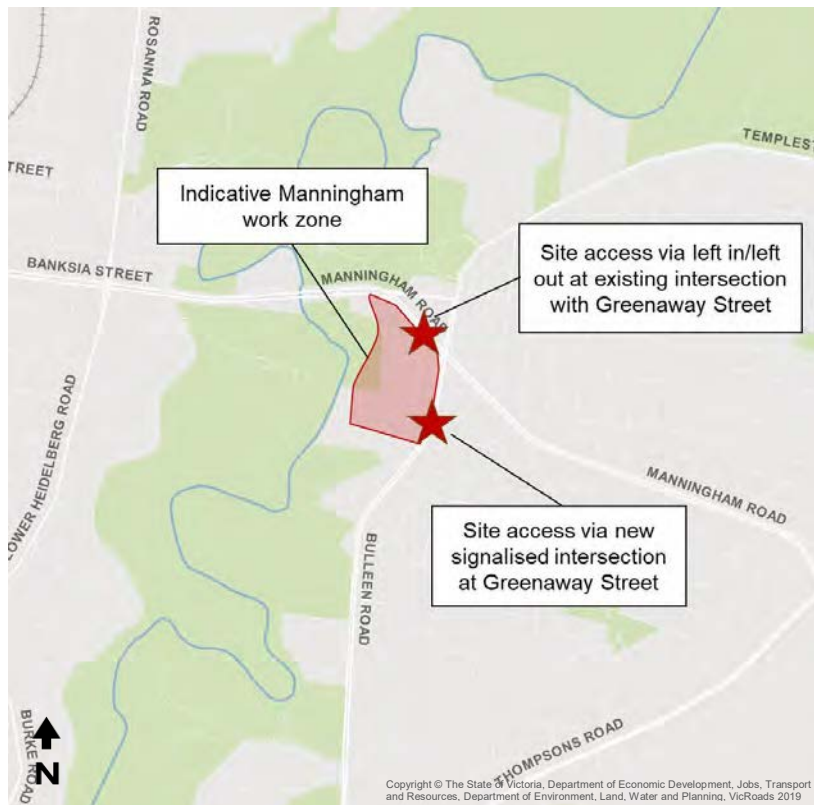 ROSANNA ROAD
TEMPLEST
TREET
Indicative Manningham
work zone
Site access via left in/left
out at existing intersection
with Greenaway Street
BANKSIA STREET
MANNINGHAM ROAD
LOWER HEIDELBERG ROAD
MANNINGHAM ROAD
Site access via new
signalised intersection
at Greenaway Street
BULLEEN ROAD
BURKE ROAD
N
THOMPSONS ROAD
Copyright © The State of Victoria, Department of Economic Development, Jobs, Transport
and Resources, Department of Environment, Land, Water and Planning, VicRoads 2019